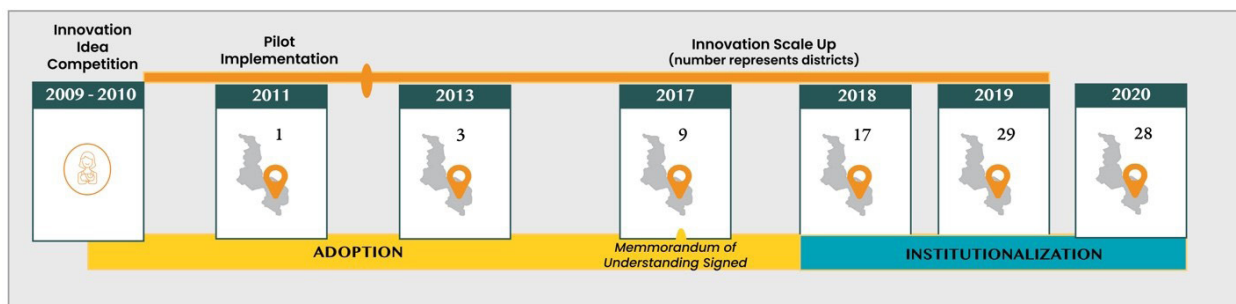 Innovation
Idea
Competition
Pilot
Implementation
Innovation Scale Up
(number represents districts)
2009 - 2010
2011
2013
2017
2018
2019
2020
1
3
9
17
29
28
ADOPTION
Memmorandum of
Understanding Signed
INSTITUTIONALIZATION